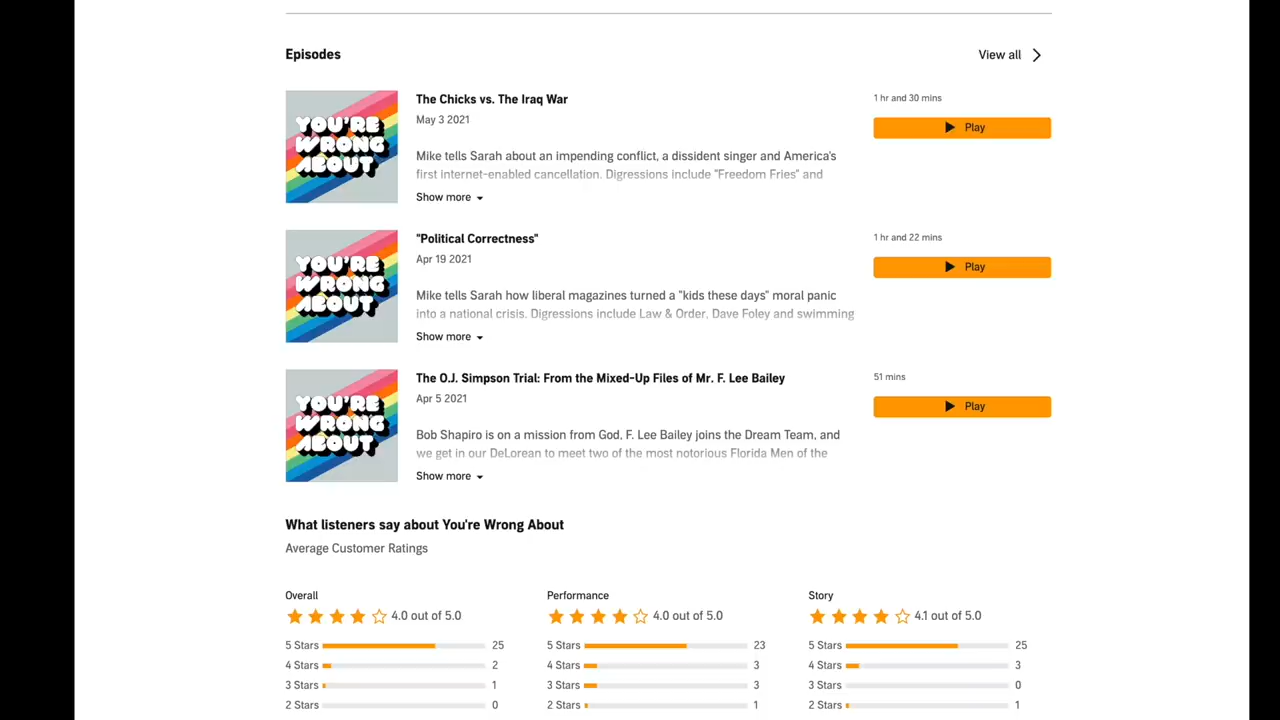 Episodes
View all
YOU'RE
WRONG
ABOUT
The Chicks vs. The Iraq War
May 3 2021
Mike tells Sarah about an impending conflict, a dissident singer and America's
first internet-enabled cancellation. Digressions include "Freedom Fries" and
Show more
1 hr and 30 mins
Play
YOU'RE
WRONG
ABOUT
"Political Correctness"
Apr 19 2021
Mike tells Sarah how liberal magazines turned a "kids these days" moral panic
into a national crisis. Digressions include Law & Order, Dave Foley and swimming
Show more
1 hr and 22 mins
Play
YOU'RE
WRONG
ABOUT
The O.J. Simpson Trial: From the Mixed-Up Files of Mr. F. Lee Bailey
Apr 5 2021
Bob Shapiro is on a mission from God, F. Lee Bailey joins the Dream Team, and
we get in our DeLorean to meet two of the most notorious Florida Men of the
Show more
51 mins
Play
What listeners say about You're Wrong About
Average Customer Ratings
Overall
4.0 out of 5.0
5 Stars 25
4 Stars 2
3 Stars 1
2 Stars 0
Performance
4.0 out of 5.0
5 Stars 23
4 Stars 3
3 Stars 3
2 Stars 1
Story
4.1 out of 5.0
5 Stars 25
4 Stars 3
3 Stars 0
2 Stars 1